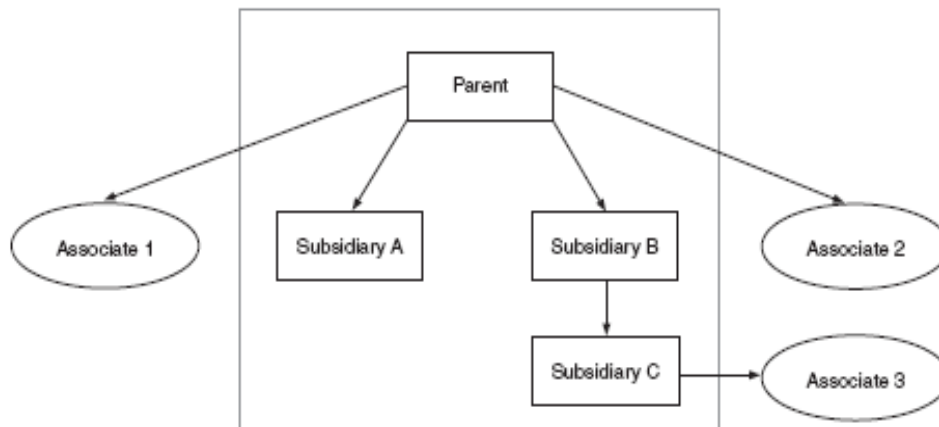 Parent
Associate 1
Subsidiary A
Subsidiary B
Associate 2
Subsidiary C
Associate 3